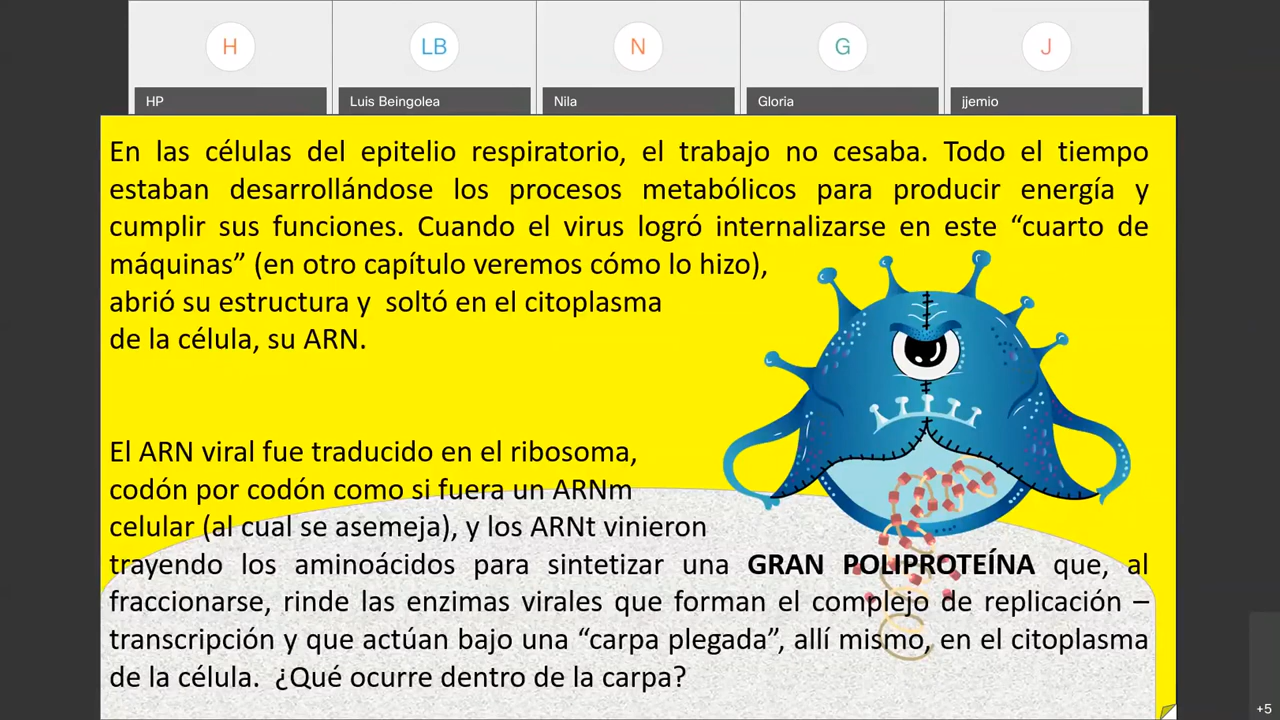 H
LB
N
G
J
HP
Luis Beingolea
Nila
Gloria
jjemio
En las células del epitelio respiratorio, el trabajo no cesaba. Todo el tiempo
estaban desarrollándose los procesos metabólicos para producir energía y
cumplir sus funciones. Cuando el virus logró internalizarse en este “cuarto de
máquinas” (en otro capítulo veremos cómo lo hizo),
abrió su estructura y soltó en el citoplasma
de la célula, su ARN.
El ARN viral fue traducido en el ribosoma,
codón por codón como si fuera un ARNm
celular (al cual se asemeja), y los ARNt vinieron
trayendo los aminoácidos para sintetizar una GRAN POLIPROTEÍNA que, al
fraccionarse, rinde las enzimas virales que forman el complejo de replicación –
transcripción y que actúan bajo una “carpa plegada”, allí mismo, en el citoplasma
de la célula. ¿Qué ocurre dentro de la carpa?
+5